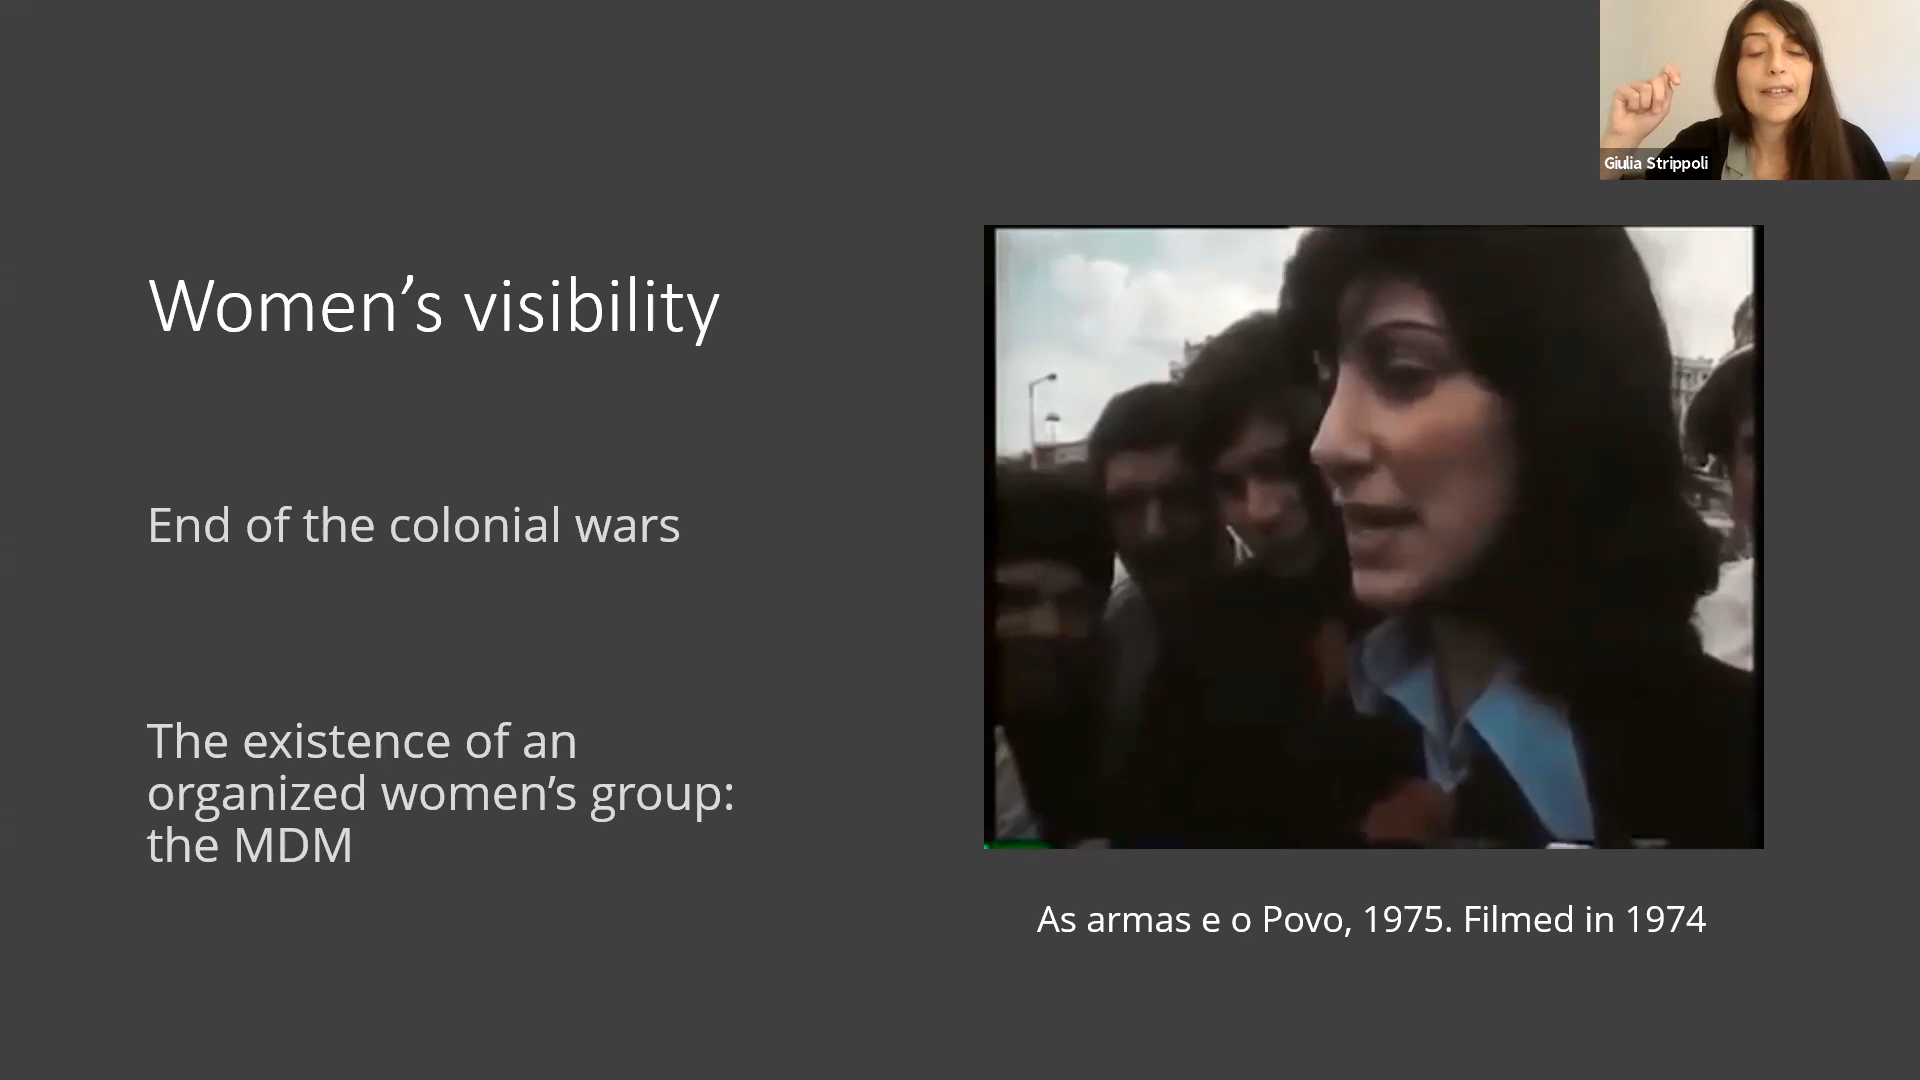 Giulia Strippoli
Women’s visibility
End of the colonial wars
The existence of an
organized women’s group:
the MDM
As armas e o Povo, 1975. Filmed in 1974